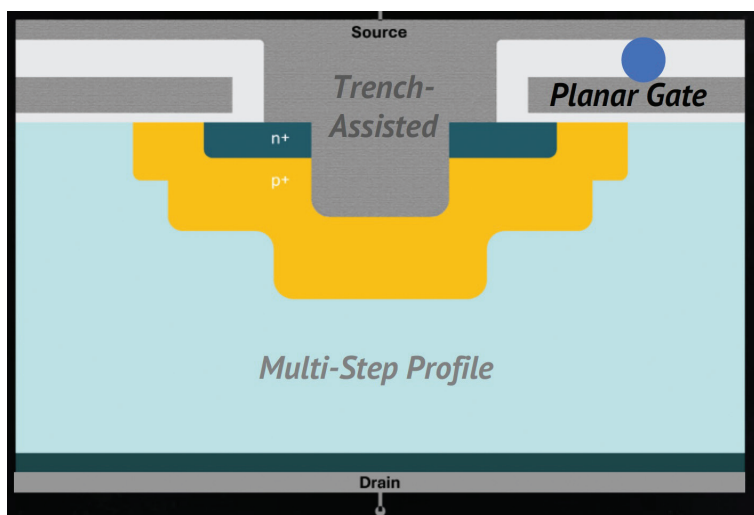 Source
Trench-
Assisted
Planar Gate
n+
p+
Multi-Step Profile
Drain